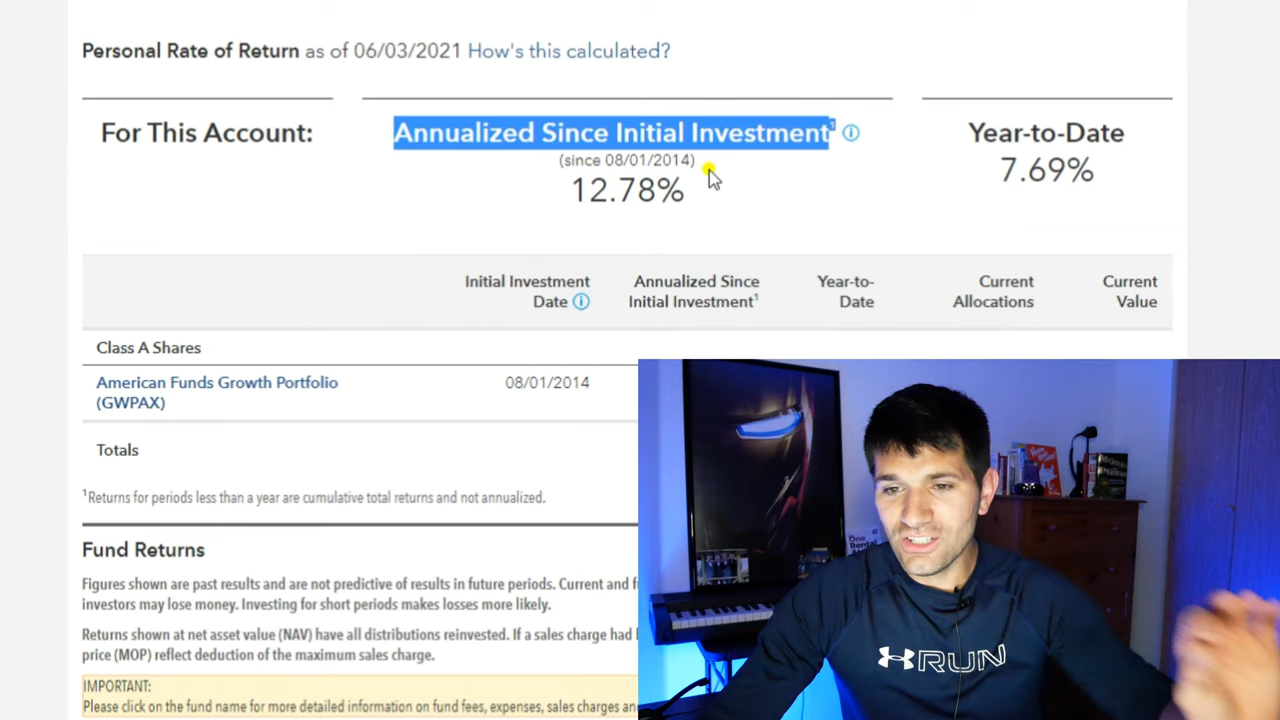 Personal Rate of Return as of 06/03/2021 How's this calculated?
For This Account:
Annualized Since Initial Investment¹
(since 08/01/2014)
12.78%
Year-to-Date
7.69%
Initial Investment
Date
Annualized Since
Initial Investment¹
Year-to-
Date
Current
Allocations
Current
Value
Class A Shares
American Funds Growth Portfolio
(GWPAX)
08/01/2014
Totals
¹Returns for periods less than a year are cumulative total returns and not annualized.
Fund Returns
Figures shown are past results and are not predictive of results in future periods. Current and
investors may lose money. Investing for short periods makes losses more likely.
Returns shown at net asset value (NAV) have all distributions reinvested. If a sales charge had
price (MOP) reflect deduction of the maximum sales charge.
IMPORTANT:
Please click on the fund name for more detailed information on fund fees, expenses, sales charges
One
Rental
RUN